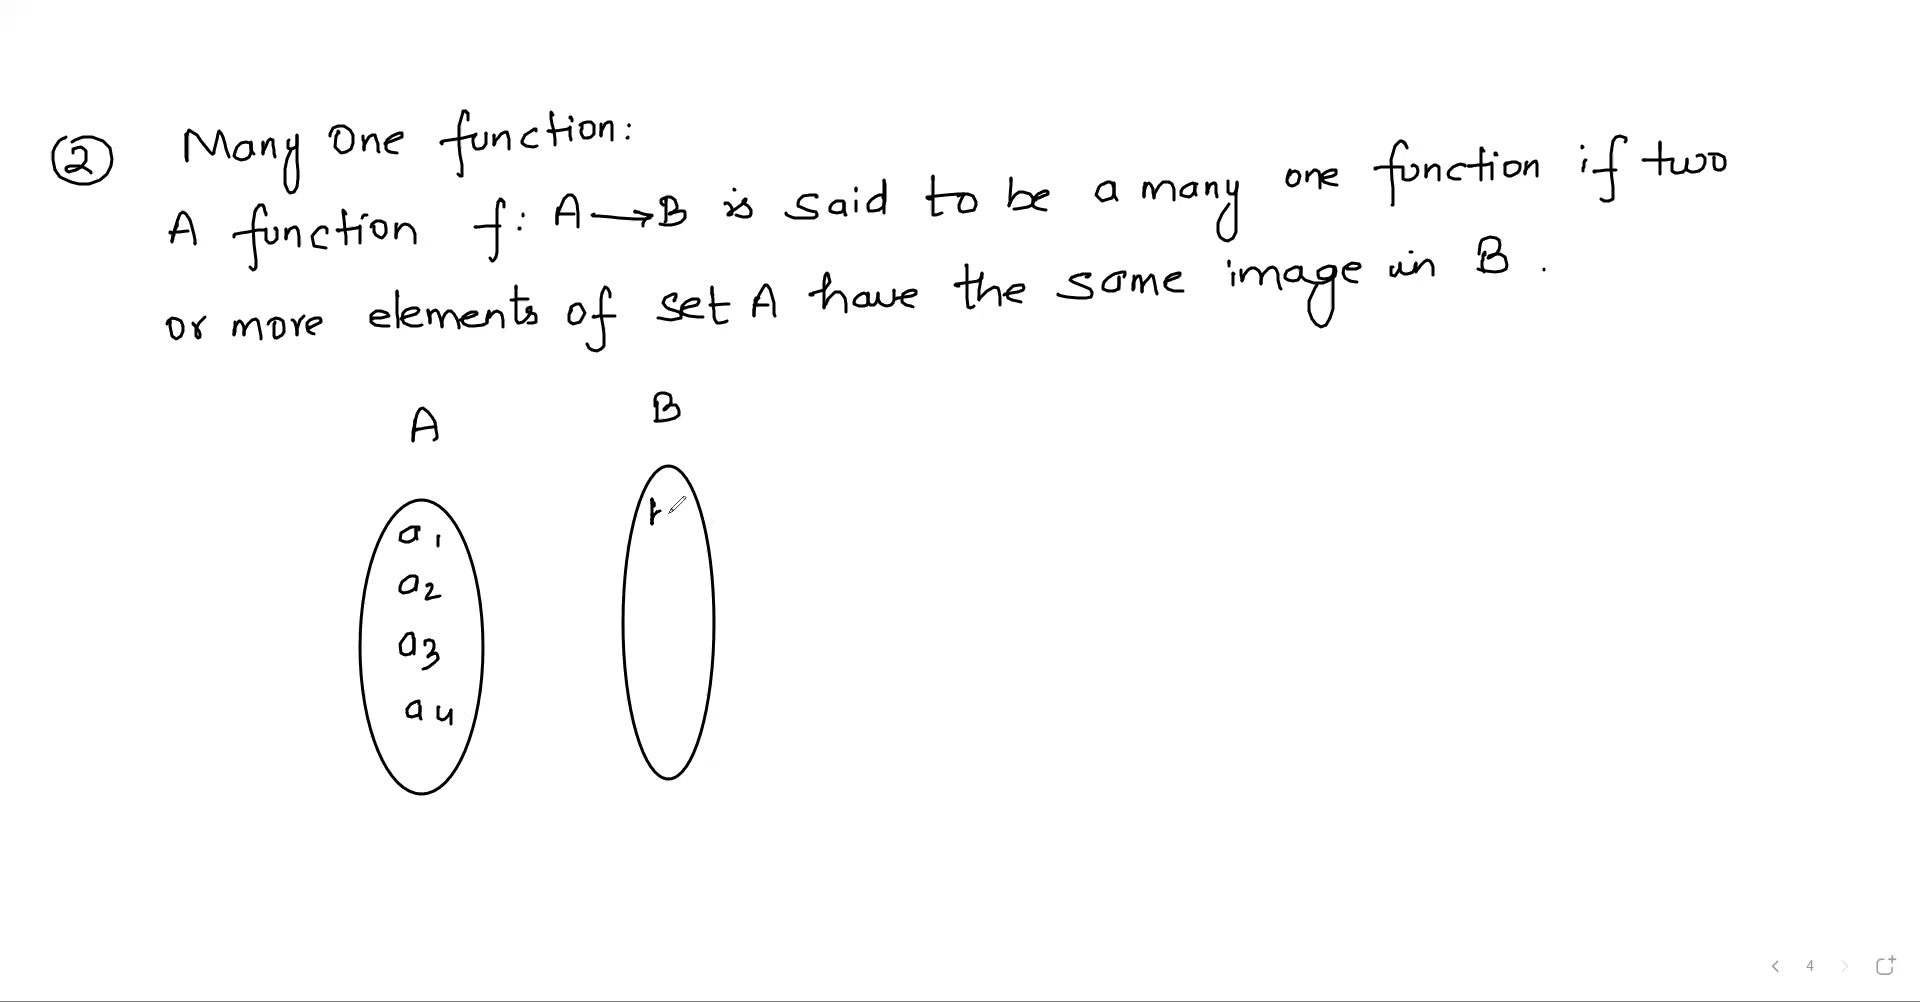 ② Many One function:
A function f: A→B is said to be a many one function if two
or more elements of set A have the same image in B.
A B
a1
a2
a3
a4
4